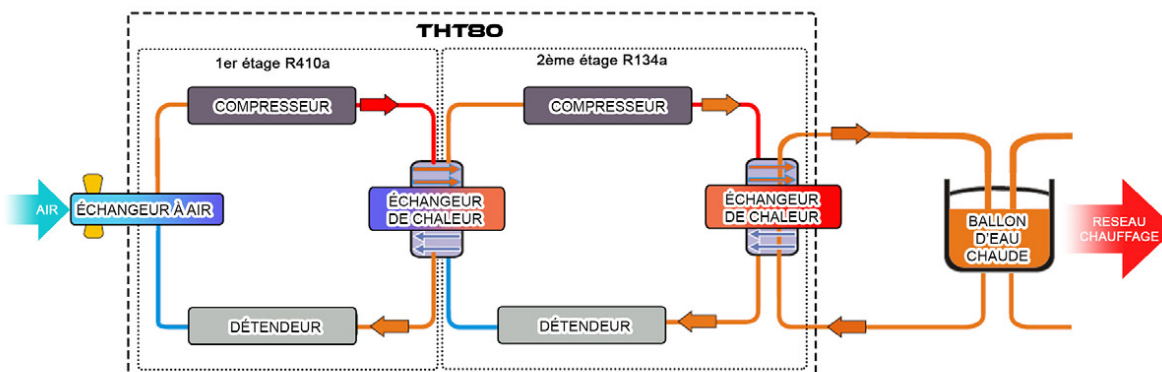 THT80
1er étage R410a
2ème étage R134a
COMPRESSEUR
COMPRESSEUR
AIR
ÉCHANGEUR À AIR
ÉCHANGEUR
DE CHALEUR
ÉCHANGEUR
DE CHALEUR
BALLON
D'EAU
CHAUDE
RESEAU
CHAUFFAGE
DÉTENDEUR
DÉTENDEUR